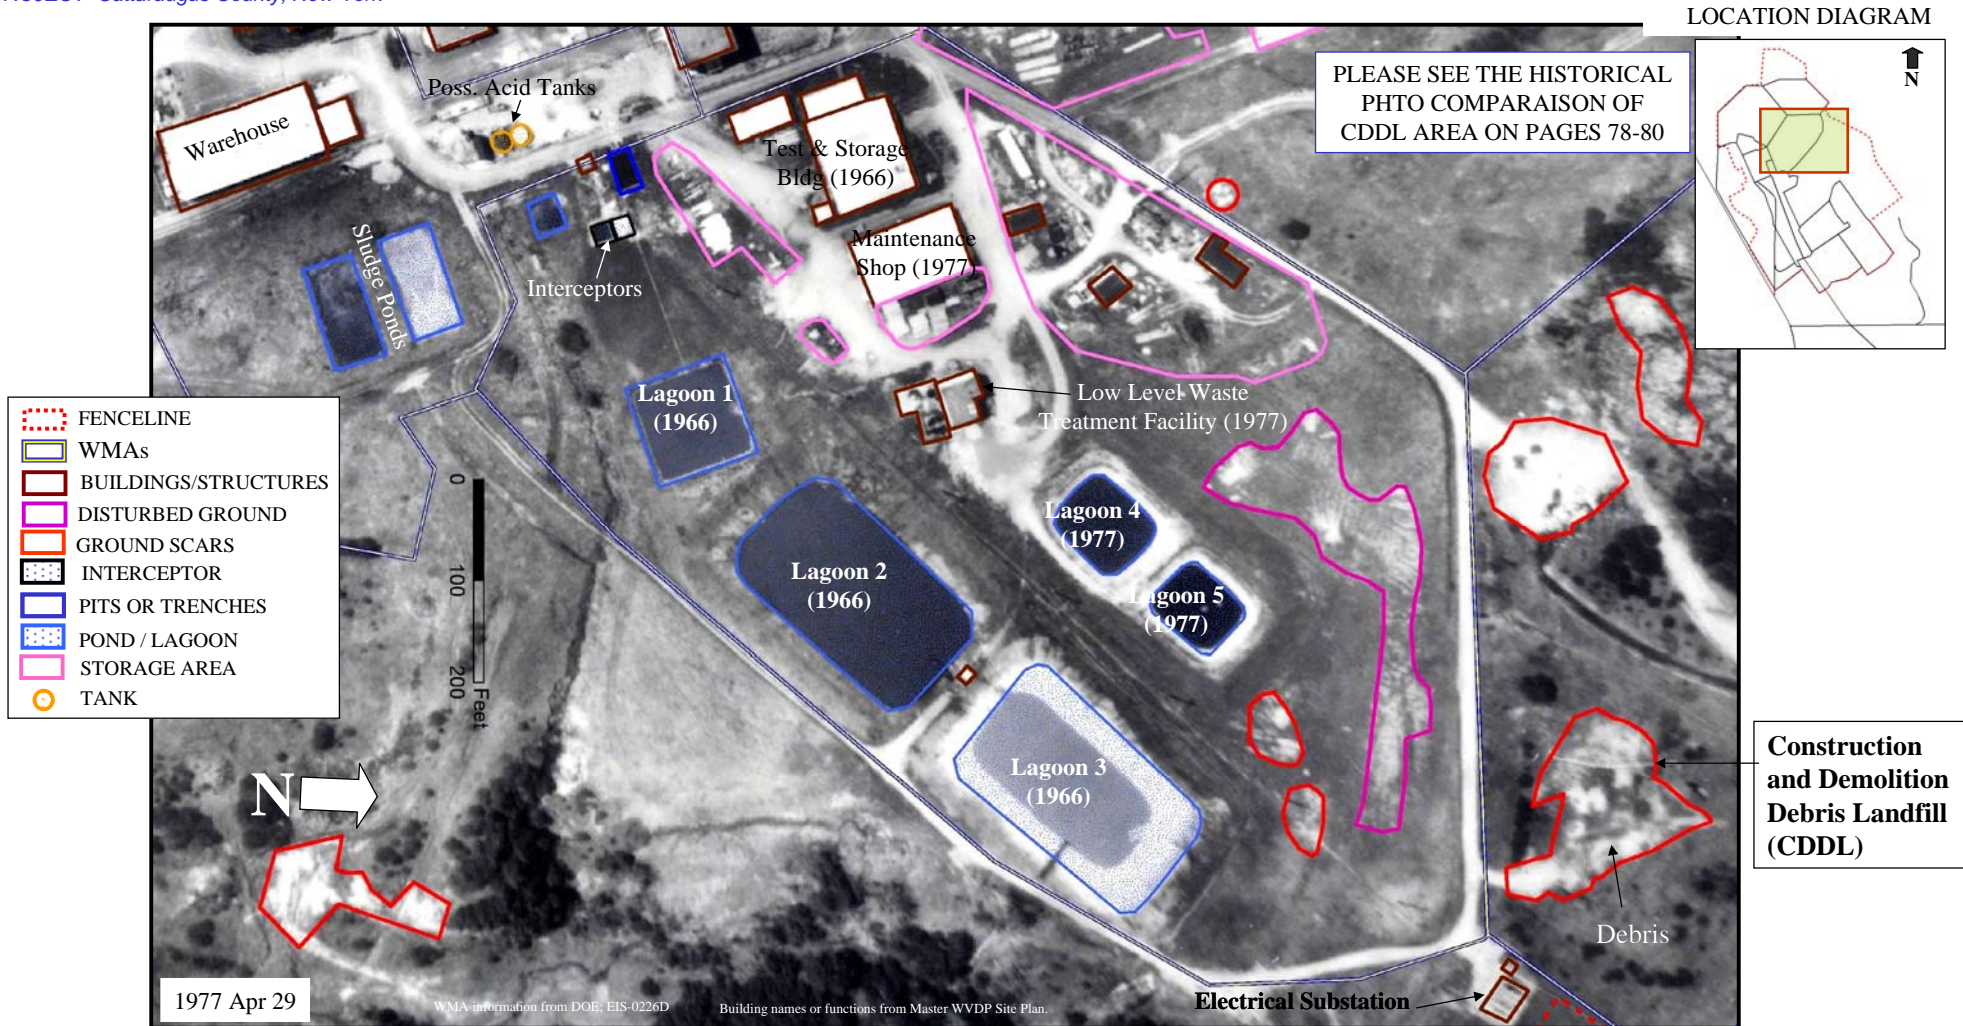 Cattaraugus County, New York
LOCATION DIAGRAM
N
PLEASE SEE THE HISTORICAL
PHTO COMPARAISON OF
CDDL AREA ON PAGES 78-80
Poss. Acid Tanks
Warehouse
Test & Storage
Bldg (1966)
Sludge Ponds
Interceptors
Maintenance
Shop (1977)
Low Level Waste
Treatment Facility (1977)
Lagoon 1
(1966)
Lagoon 2
(1966)
Lagoon 3
(1966)
Lagoon 4
(1977)
Lagoon 5
(1977)
FENCELINE
WMAs
BUILDINGS/STRUCTURES
DISTURBED GROUND
GROUND SCARS
INTERCEPTOR
PITS OR TRENCHES
POND / LAGOON
STORAGE AREA
TANK
0
100
200
Feet
N
Construction
and Demolition
Debris Landfill
(CDDL)
Debris
Electrical Substation
1977 Apr 29
WMA information from DOE; EIS-0226D
Building names or functions from Master WVDP Site Plan.